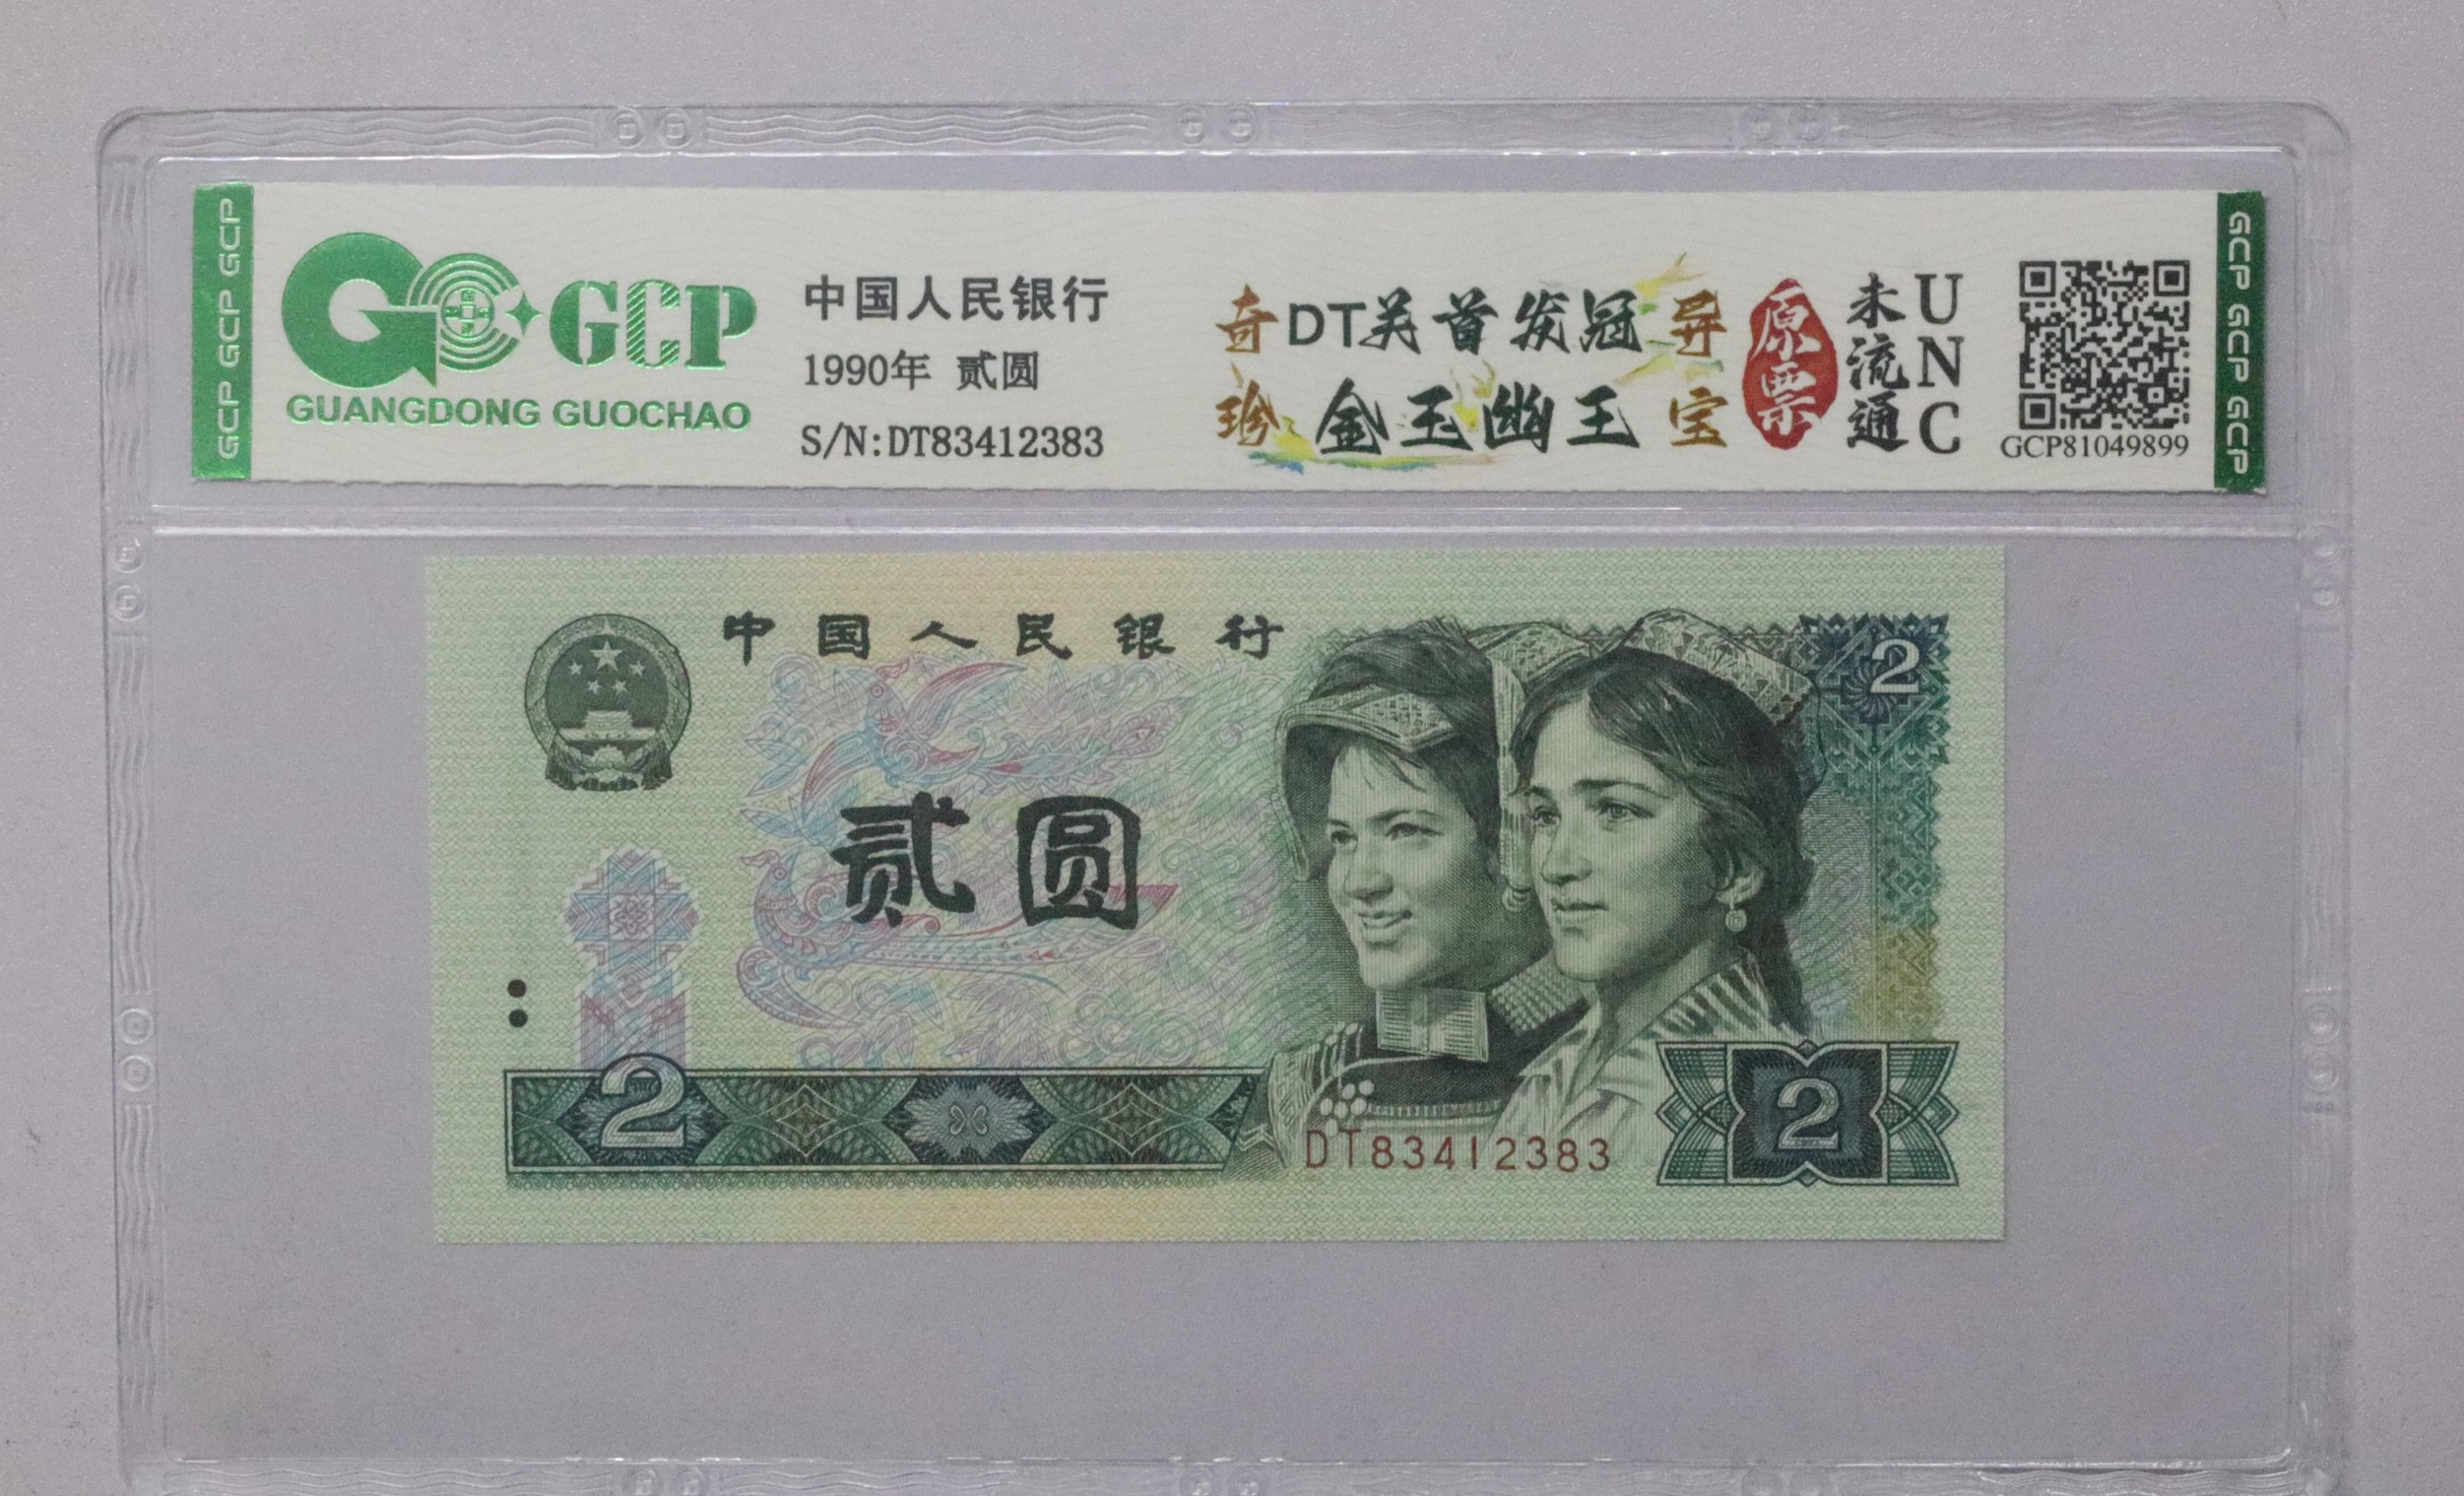 GCP GCP GCP
GCP
GUANGDONG GUOCHAO
中国人民银行
1990年 贰圆
S/N:DT83412383
奇珍
DT关首发冠
金玉幽王
异宝
原票
未流通
UNC
GCP81049899
GCP GCP GCP
中国人民银行
2
贰圆
2
DT83412383
2